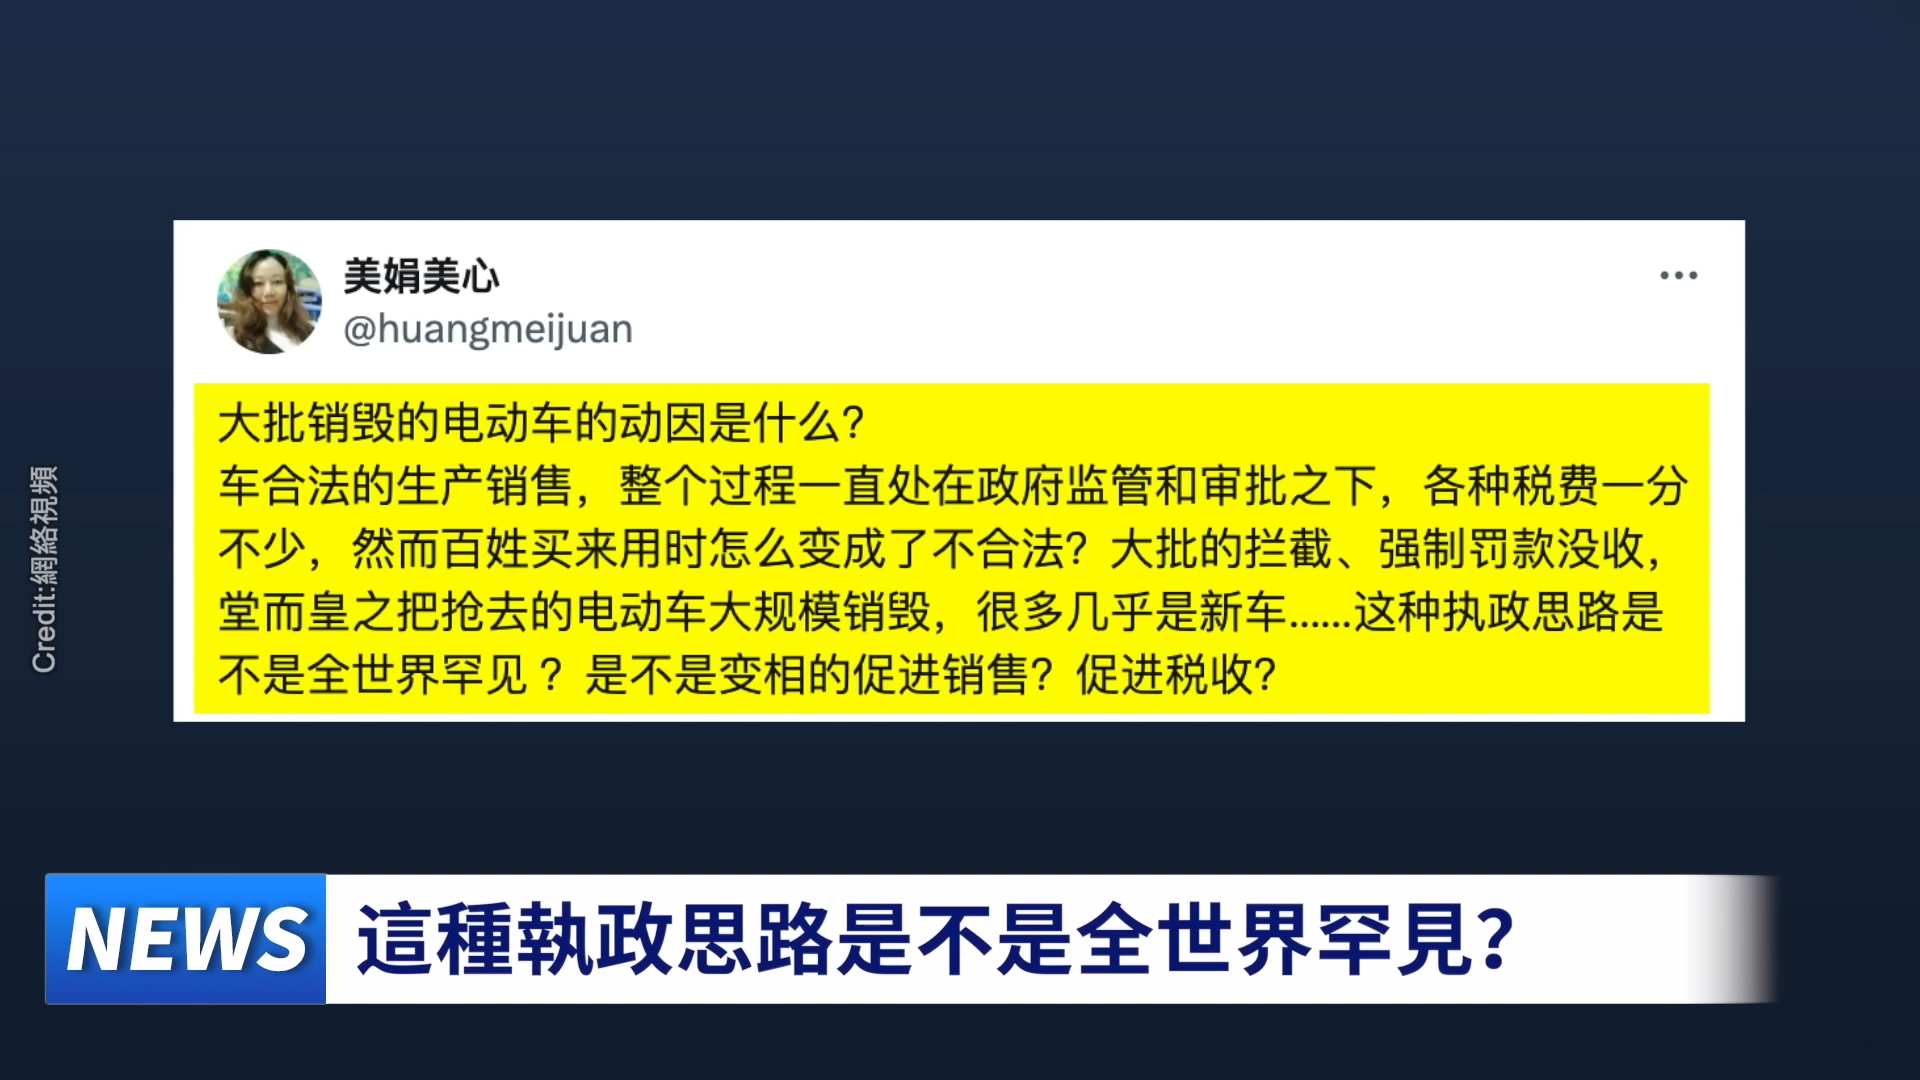 美娟美心
@huangmeijuan
大批销毁的电动车的动因是什么？
车合法的生产销售，整个过程一直处在政府监管和审批之下，各种税费一分
不少，然而百姓买来用时怎么变成了不合法？大批的拦截、强制罚款没收，
堂而皇之把抢去的电动车大规模销毁，很多几乎是新车......这种执政思路是
不是全世界罕见 ？是不是变相的促进销售？促进税收？
Credit:網絡視頻
NEWS
這種執政思路是不是全世界罕見？